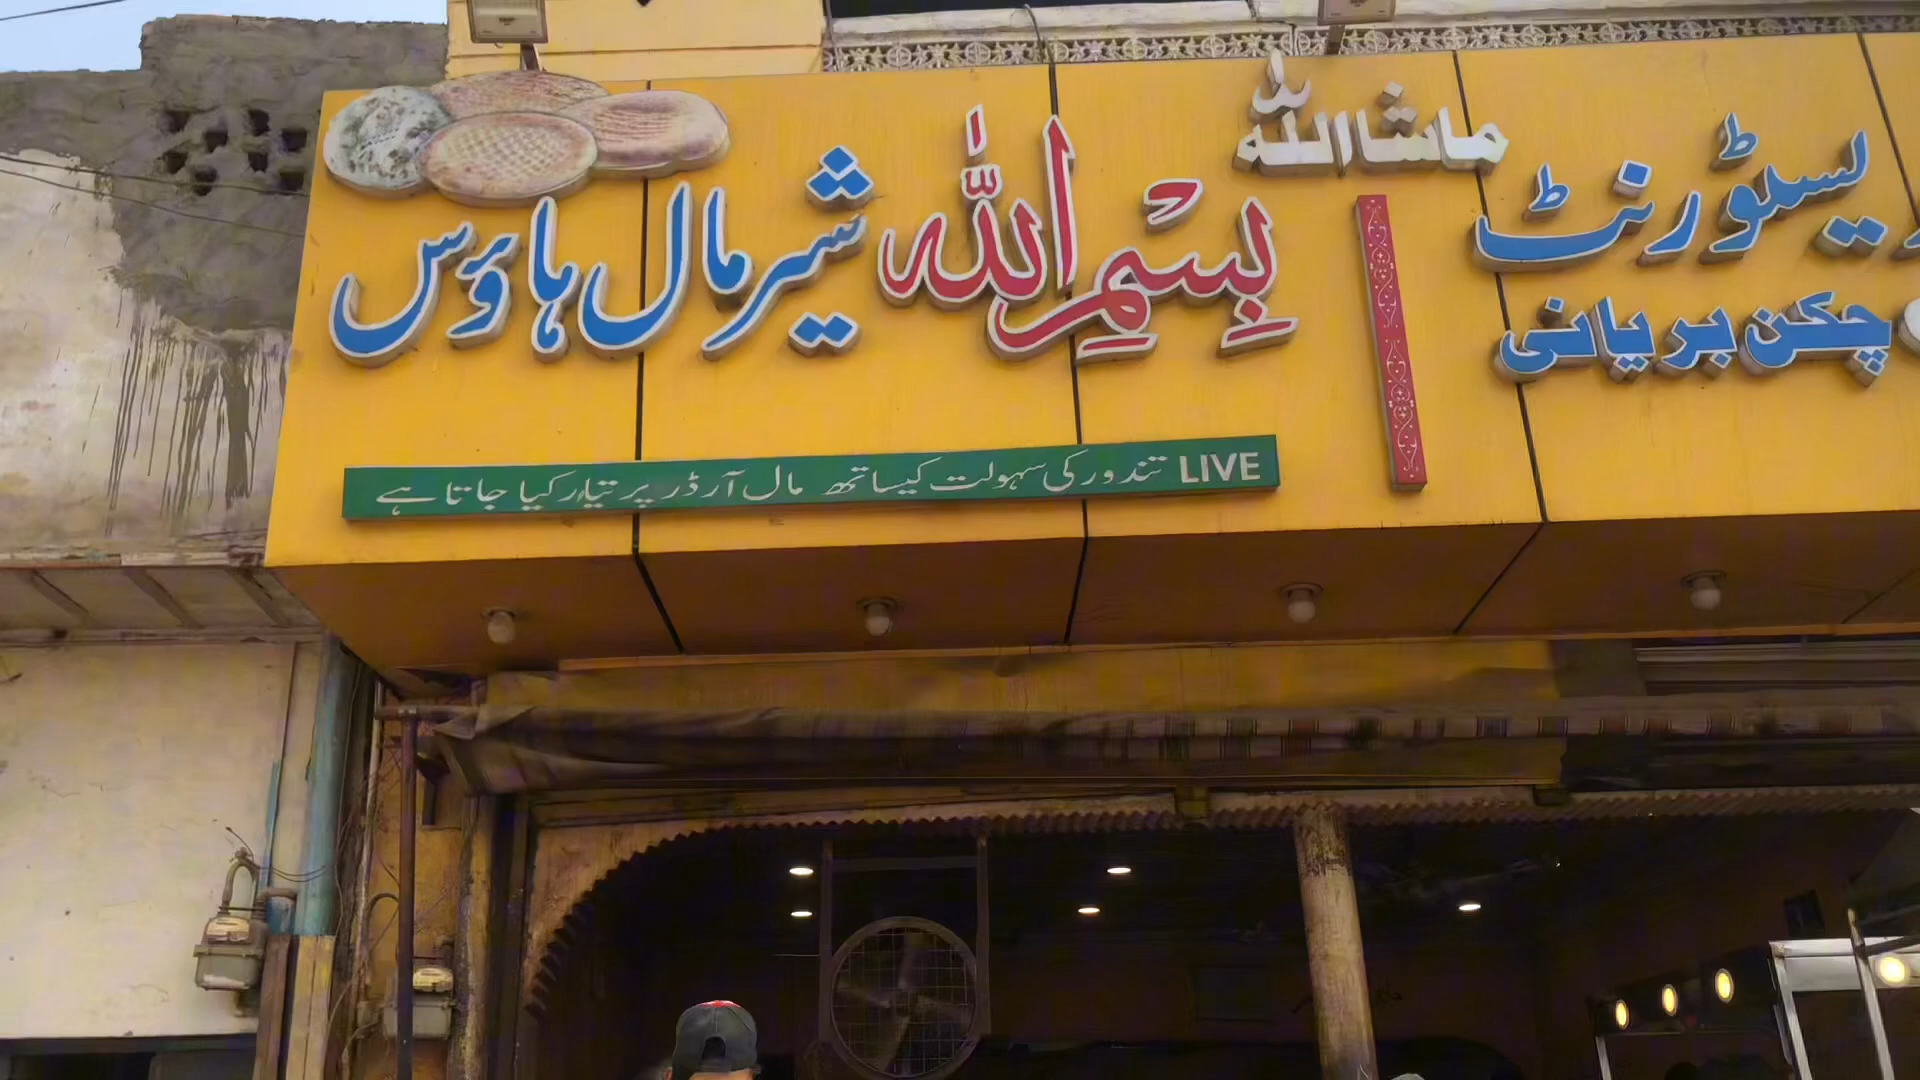 ماشاءاللہ
بسم اللہ شیرمال ہاؤس
LIVE تندور کی سہولت کیساتھ مال آرڈر پر تیار کیا جاتا ہے
ریسٹورنٹ
چکن بریانی